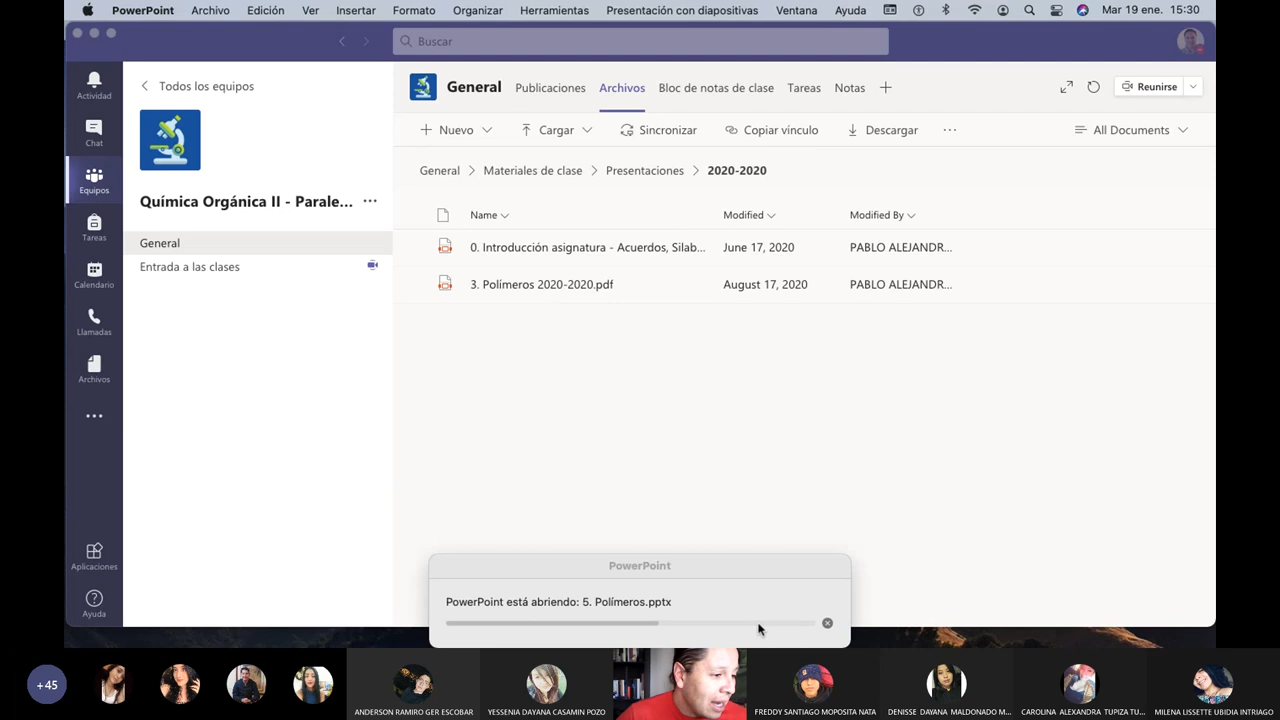 PowerPoint Archivo Edición Ver Insertar Formato Organizar Herramientas Presentación con diapositivas Ventana Ayuda Mar 19 ene. 15:30
Buscar
Actividad
Chat
Equipos
Tareas
Calendario
Llamadas
Archivos
Aplicaciones
Ayuda
Todos los equipos
Química Orgánica II - Parale...
General
Entrada a las clases
General Publicaciones Archivos Bloc de notas de clase Tareas Notas Reunirse
Nuevo Cargar Sincronizar Copiar vínculo Descargar All Documents
General Materiales de clase Presentaciones 2020-2020
Name Modified Modified By
0. Introducción asignatura - Acuerdos, Silab... June 17, 2020 PABLO ALEJANDR...
3. Polímeros 2020-2020.pdf August 17, 2020 PABLO ALEJANDR...
PowerPoint
PowerPoint está abriendo: 5. Polímeros.pptx
+45
ANDERSON RAMIRO GER ESCOBAR YESSENIA DAYANA CASAMIN POZO FREDDY SANTIAGO MOPOSITA NATA DENISSE DAYANA MALDONADO M... CAROLINA ALEXANDRA TUPIZA TU... MILENA LISSETTE UBIDIA INTRIAGO